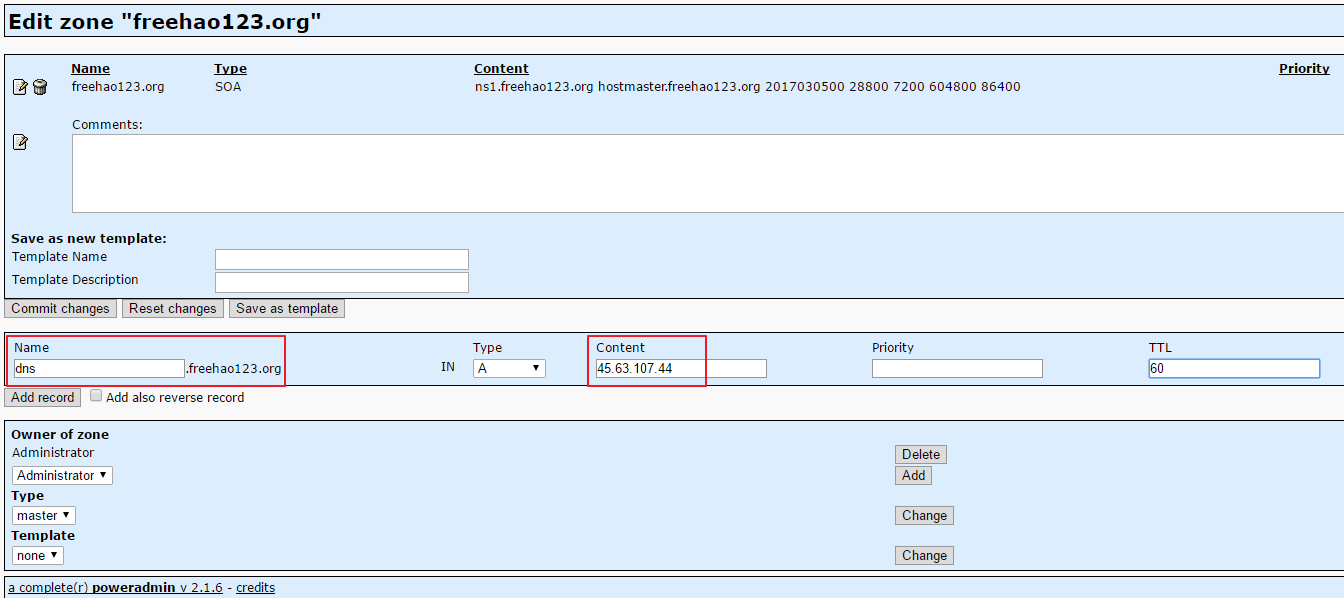 Edit zone "freehao123.org"
Name Type Content Priority
freehao123.org SOA ns1.freehao123.org hostmaster.freehao123.org 2017030500 28800 7200 604800 86400
Comments:
Save as new template:
Template Name
Template Description
Commit changes Reset changes Save as template
Name Type Content Priority TTL
dns .freehao123.org IN A 45.63.107.44 60
Add record Add also reverse record
Owner of zone
Administrator Delete
Administrator Add
Type
master Change
Template
none Change
a complete(r) poweradmin v 2.1.6 - credits